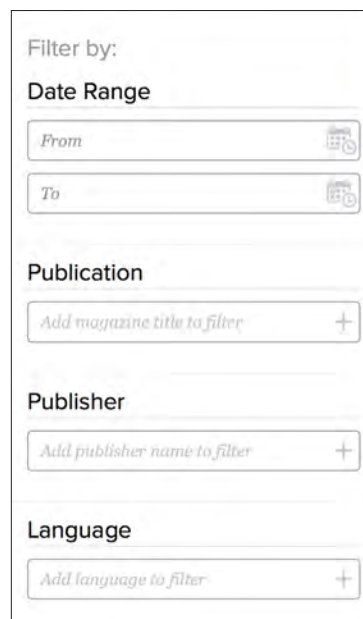 Filter by:
Date Range
From
To
Publication
Add magazine title to filter
Publisher
Add publisher name to filter
Language
Add language to filter